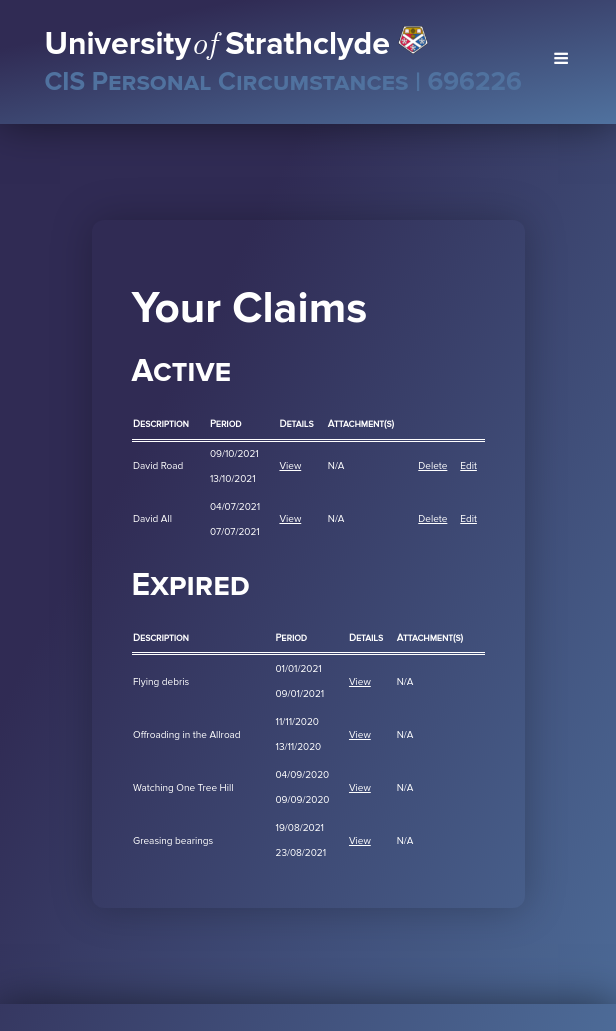 University of Strathclyde
CIS Personal Circumstances | 696226
Your Claims
Active
Description Period Details Attachment(s)
David Road 09/10/2021 13/10/2021 View N/A Delete Edit
David All 04/07/2021 07/07/2021 View N/A Delete Edit
Expired
Description Period Details Attachment(s)
Flying debris 01/01/2021 09/01/2021 View N/A
Offroading in the Allroad 11/11/2020 13/11/2020 View N/A
Watching One Tree Hill 04/09/2020 09/09/2020 View N/A
Greasing bearings 19/08/2021 23/08/2021 View N/A